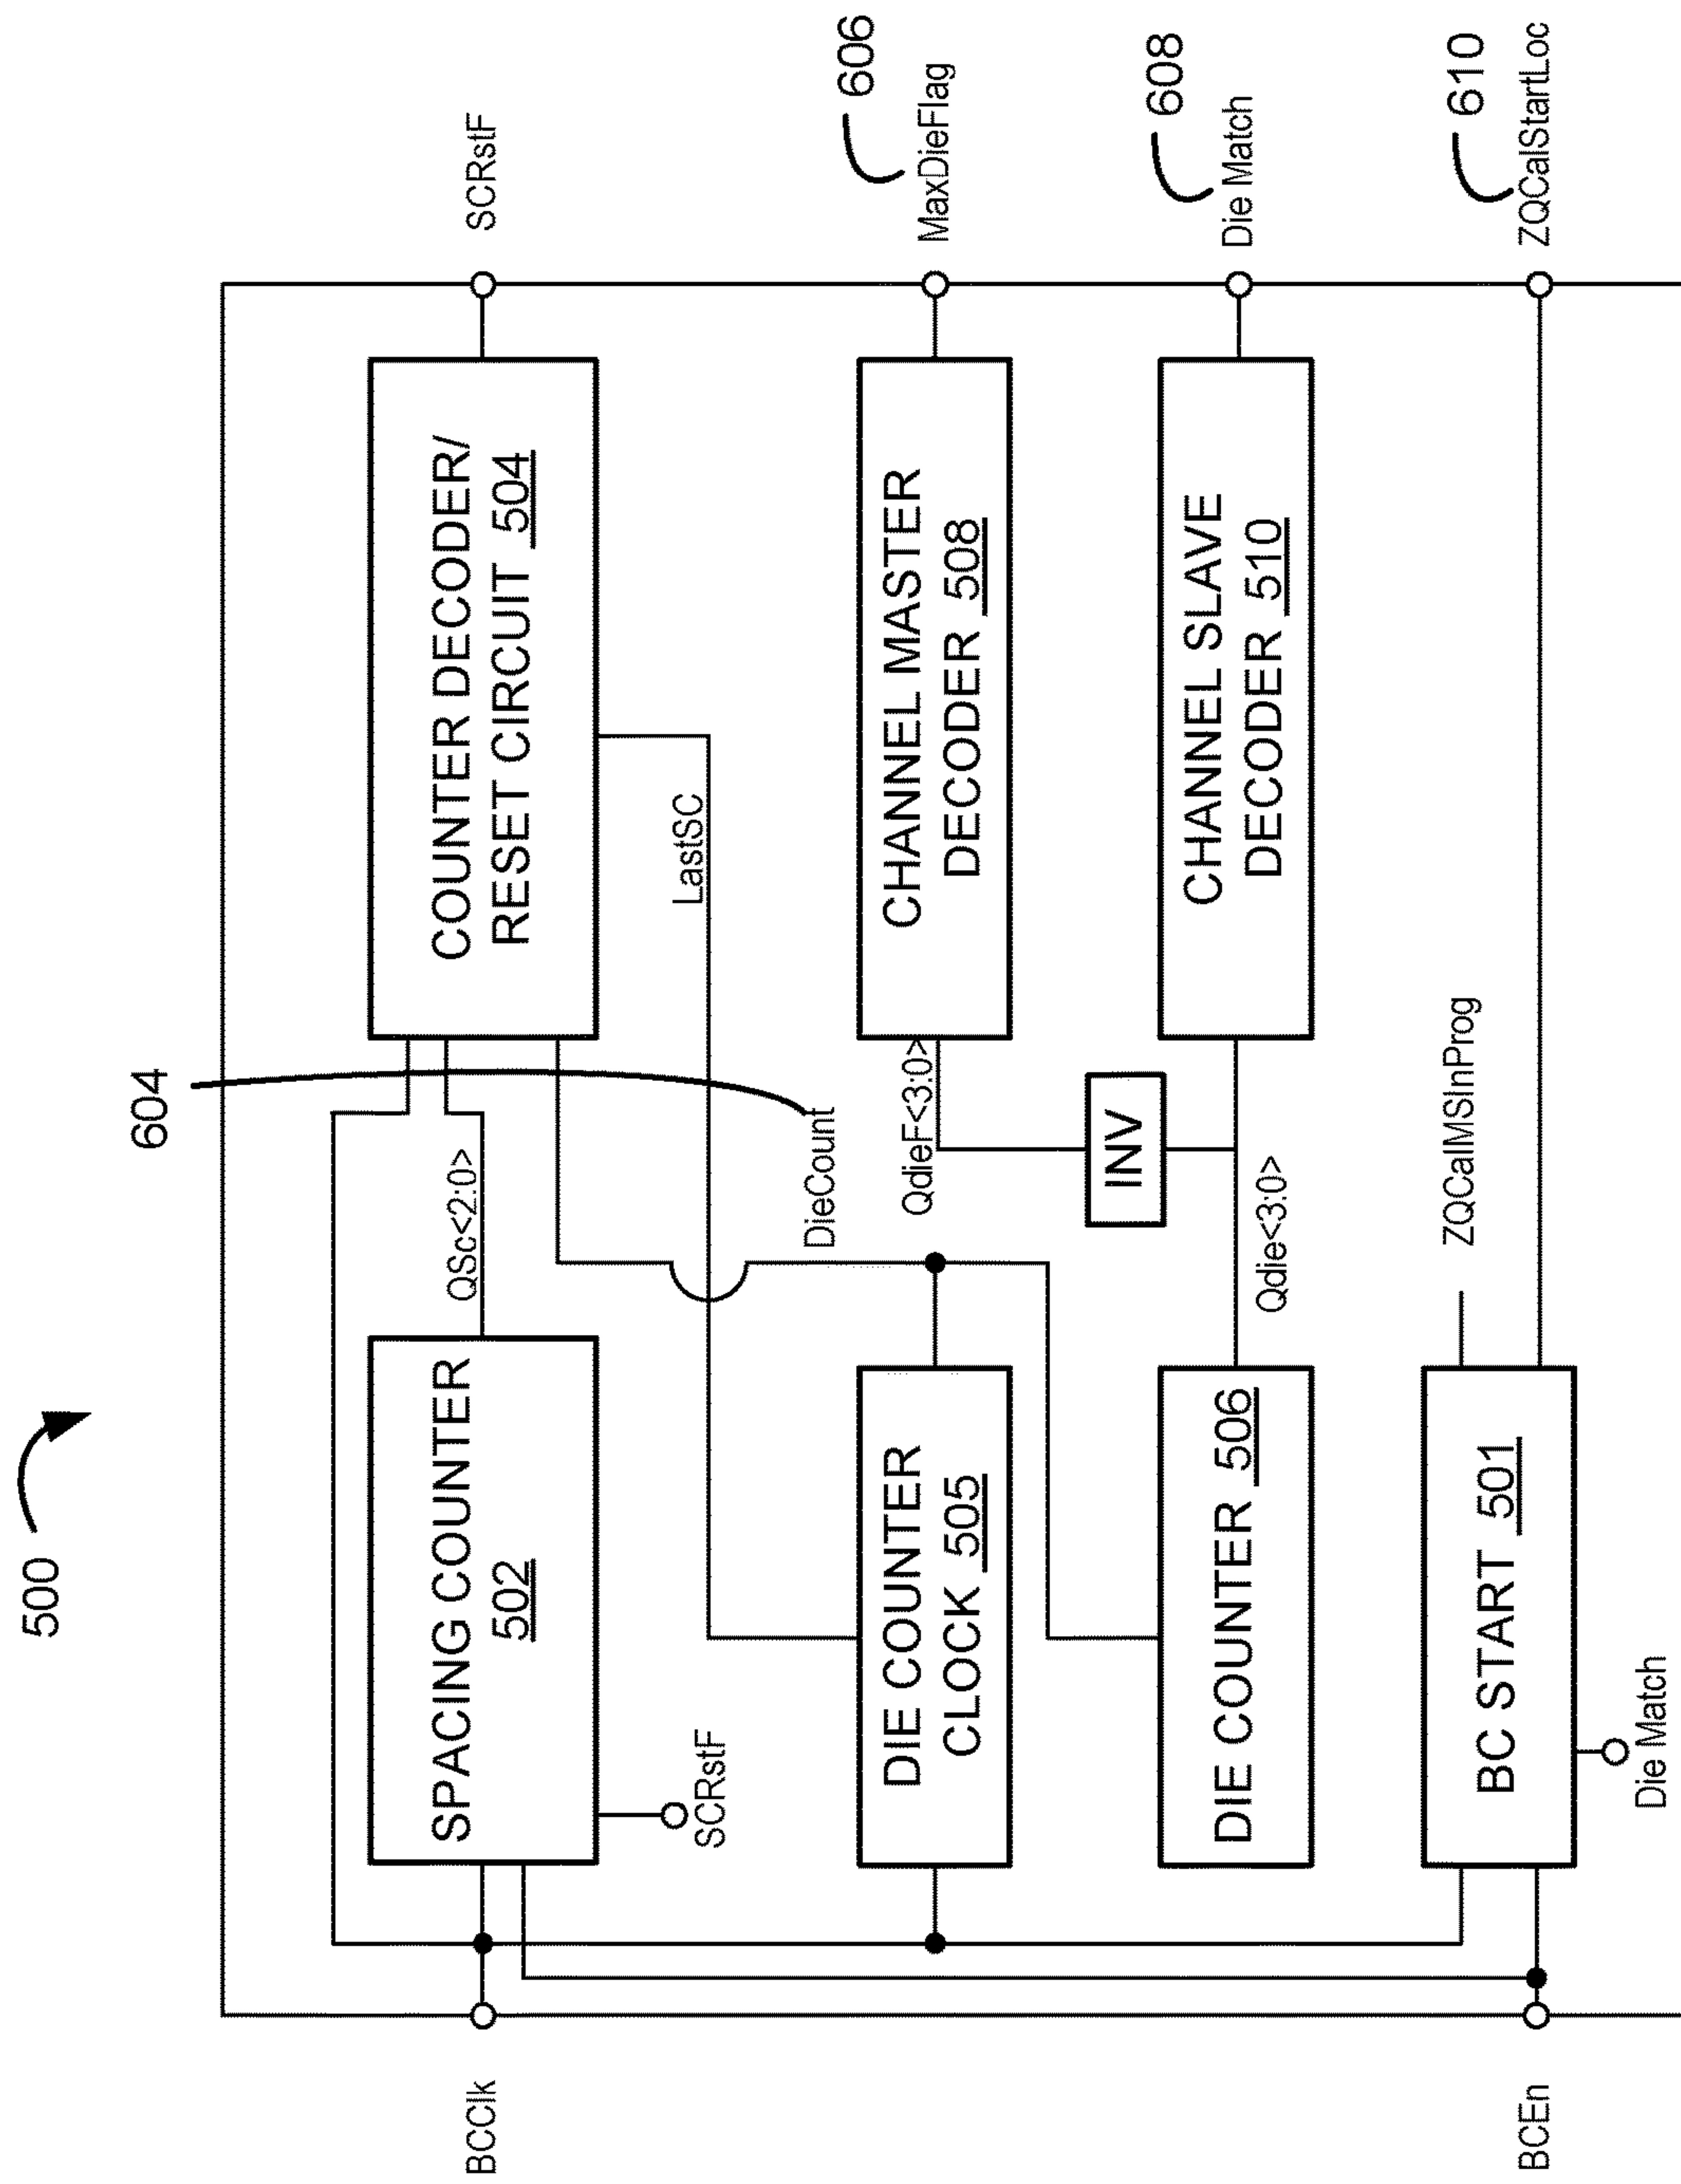 500
604
BCClk
SPACING COUNTER
502
SCRstF
QSc<2:0>
COUNTER DECODER/
RESET CIRCUIT 504
SCRstF
LastSC
DieCount
DIE COUNTER
CLOCK 505
QdieF<3:0>
CHANNEL MASTER
DECODER 508
606
MaxDieFlag
INV
DIE COUNTER 506
Qdie<3:0>
CHANNEL SLAVE
DECODER 510
608
Die Match
BCEn
BC START 501
Die Match
ZQCalMSInProg
610
ZQCalStartLoc